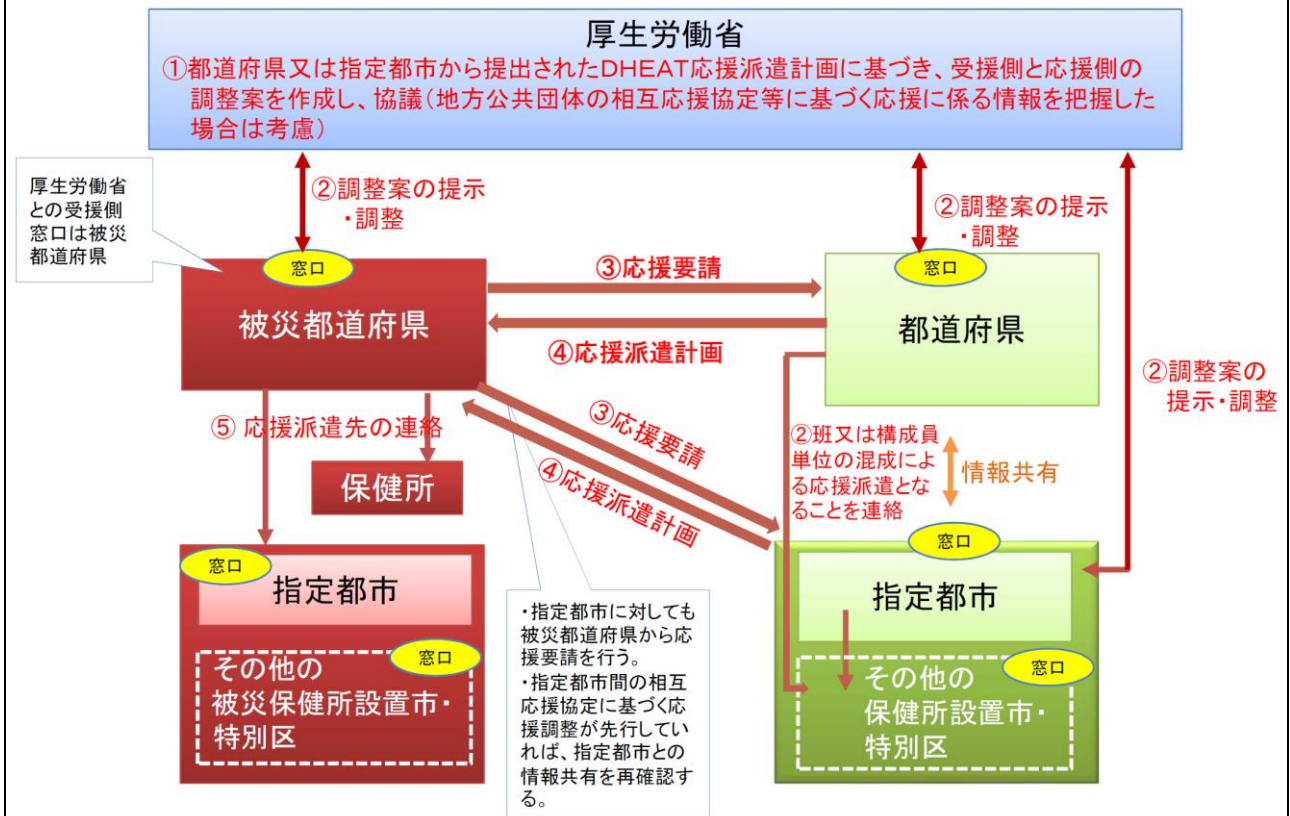 厚生労働省
①都道府県又は指定都市から提出されたDHEAT応援派遣計画に基づき、受援側と応援側の
調整案を作成し、協議(地方公共団体の相互応援協定等に基づく応援に係る情報を把握した
場合は考慮)
厚生労働省
との受援側
窓口は被災
都道府県
②調整案の提示
・調整
②調整案の提示
・調整
窓口
被災都道府県
③応援要請
④応援派遣計画
窓口
都道府県
②調整案の
提示・調整
⑤ 応援派遣先の連絡
保健所
③応援要請
④応援派遣計画
②班又は構成員
単位の混成によ
る応援派遣とな
ることを連絡
情報共有
窓口
指定都市
窓口
その他の
被災保健所設置市・
特別区
・指定都市に対しても
被災都道府県から応
援要請を行う。
・指定都市間の相互
応援協定に基づく応
援調整が先行してい
れば、指定都市との
情報共有を再確認す
る。
窓口
指定都市
窓口
その他の
保健所設置市・
特別区